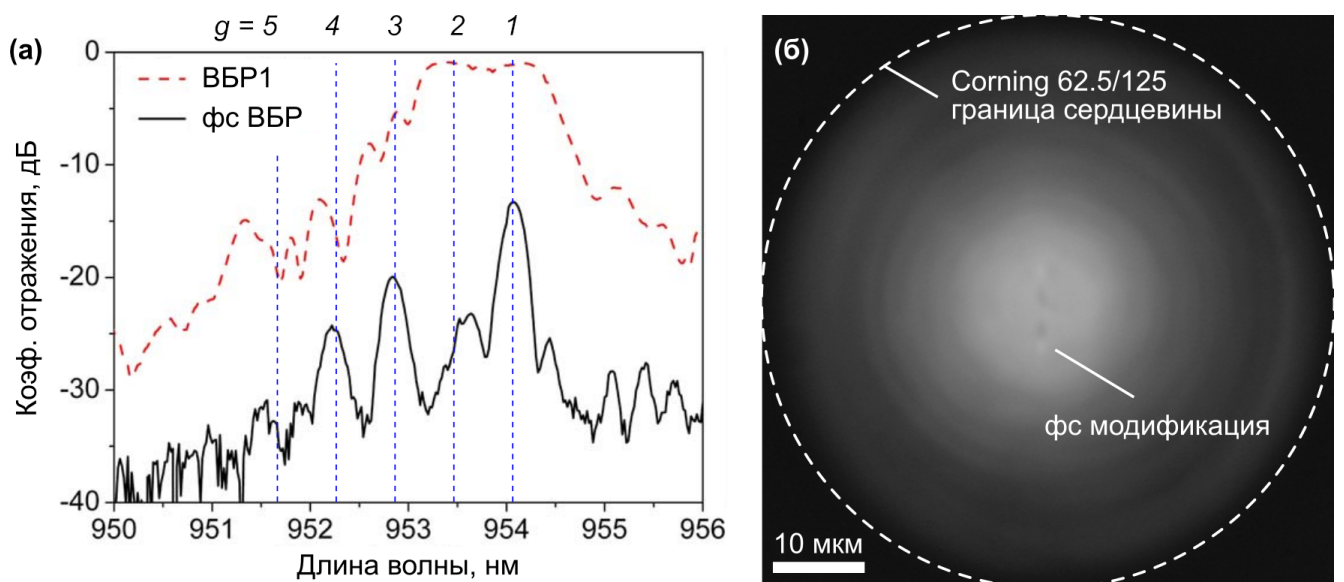 g = 5 4 3 2 1
(а)
0
-10
-20
-30
-40
Коэф. отражения, дБ
ВБР1
фс ВБР
950 951 952 953 954 955 956
Длина волны, нм
(б)
Corning 62.5/125
граница сердцевины
фс модификация
10 мкм